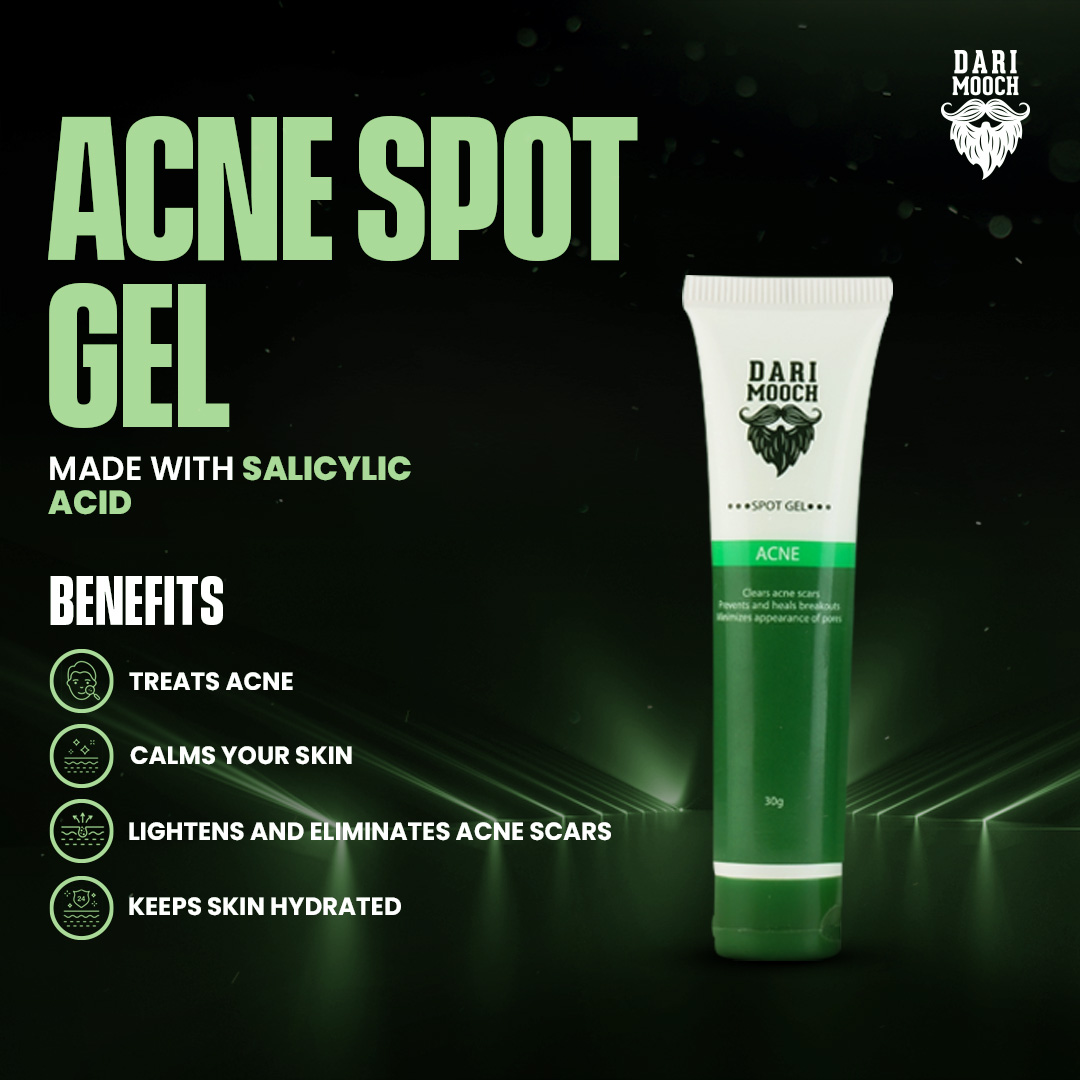 DARI
MOOCH
ACNE SPOT
GEL
MADE WITH SALICYLIC
ACID
BENEFITS
TREATS ACNE
CALMS YOUR SKIN
LIGHTENS AND ELIMINATES ACNE SCARS
24
KEEPS SKIN HYDRATED
DARI
MOOCH
•••SPOT GEL•••
ACNE
Clears acne scars
Prevents and heals breakouts
Minimizes appearance of pores
30g